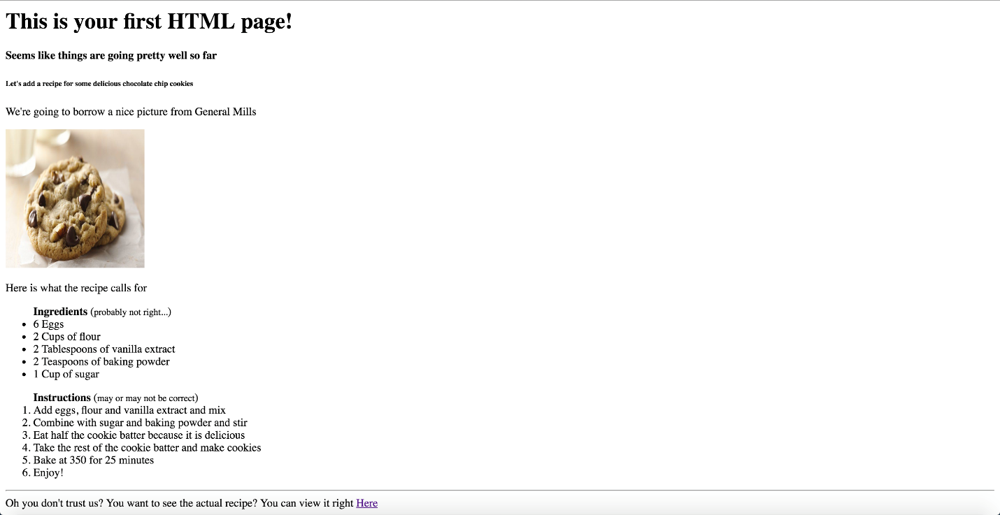 This is your first HTML page!
Seems like things are going pretty well so far
Let's add a recipe for some delicious chocolate chip cookies
We're going to borrow a nice picture from General Mills
Here is what the recipe calls for
Ingredients (probably not right...)
• 6 Eggs
• 2 Cups of flour
• 2 Tablespoons of vanilla extract
• 2 Teaspoons of baking powder
• 1 Cup of sugar
Instructions (may or may not be correct)
1. Add eggs, flour and vanilla extract and mix
2. Combine with sugar and baking powder and stir
3. Eat half the cookie batter because it is delicious
4. Take the rest of the cookie batter and make cookies
5. Bake at 350 for 25 minutes
6. Enjoy!
Oh you don't trust us? You want to see the actual recipe? You can view it right Here